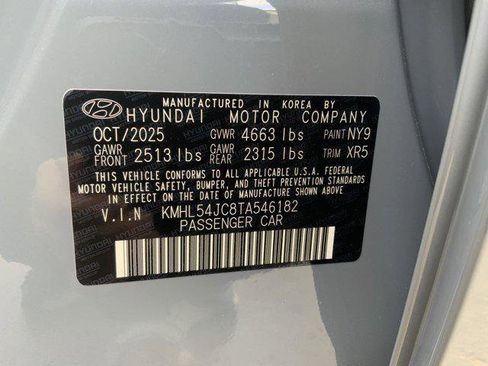 MANUFACTURED IN KOREA BY
HYUNDAI MOTOR COMPANY
OCT/2025 GVWR 4663 lbs PAINT NY9
GAWR FRONT 2513 lbs GAWR REAR 2315 lbs TRIM XR5
THIS VEHICLE CONFORMS TO ALL APPLICABLE U.S.A FEDERAL
MOTOR VEHICLE SAFETY, BUMPER, AND THEFT PREVENTION STANDARDS
IN EFFECT ON THE DATE OF MANUFACTURE SHOWN ABOVE.
V.I.N KMHL54JC8TA546182
PASSENGER CAR